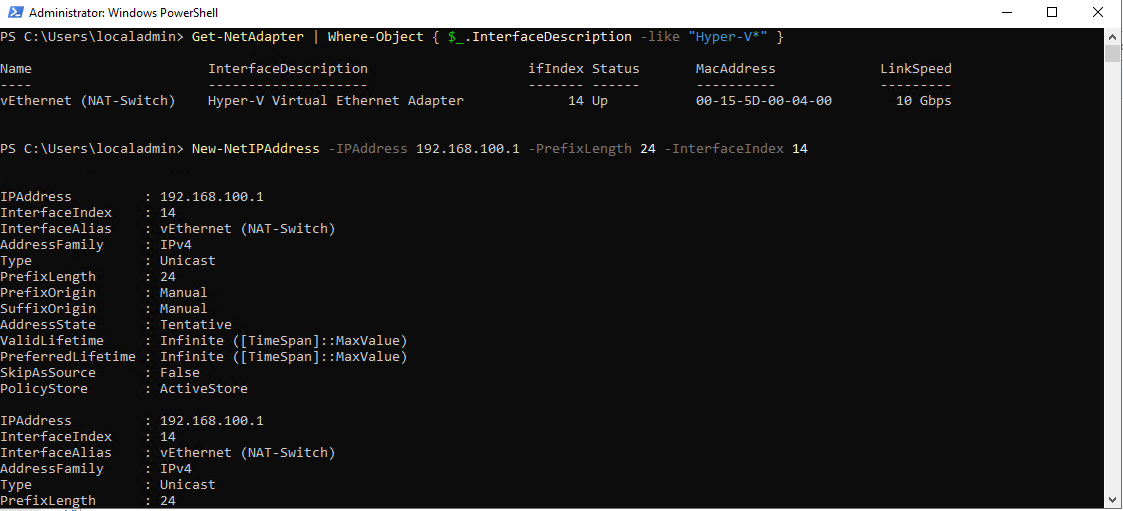 Administrator: Windows PowerShell
PS C:\Users\localadmin> Get-NetAdapter | Where-Object { $_.InterfaceDescription -like "Hyper-V*" }
Name                      InterfaceDescription                    ifIndex Status       MacAddress             LinkSpeed
----                      --------------------                    ------- ------       ----------             ---------
vEthernet (NAT-Switch)    Hyper-V Virtual Ethernet Adapter             14 Up           00-15-5D-00-04-00        10 Gbps
PS C:\Users\localadmin> New-NetIPAddress -IPAddress 192.168.100.1 -PrefixLength 24 -InterfaceIndex 14
IPAddress         : 192.168.100.1
InterfaceIndex    : 14
InterfaceAlias    : vEthernet (NAT-Switch)
AddressFamily     : IPv4
Type              : Unicast
PrefixLength      : 24
PrefixOrigin      : Manual
SuffixOrigin      : Manual
AddressState      : Tentative
ValidLifetime     : Infinite ([TimeSpan]::MaxValue)
PreferredLifetime : Infinite ([TimeSpan]::MaxValue)
SkipAsSource      : False
PolicyStore       : ActiveStore
IPAddress         : 192.168.100.1
InterfaceIndex    : 14
InterfaceAlias    : vEthernet (NAT-Switch)
AddressFamily     : IPv4
Type              : Unicast
PrefixLength      : 24